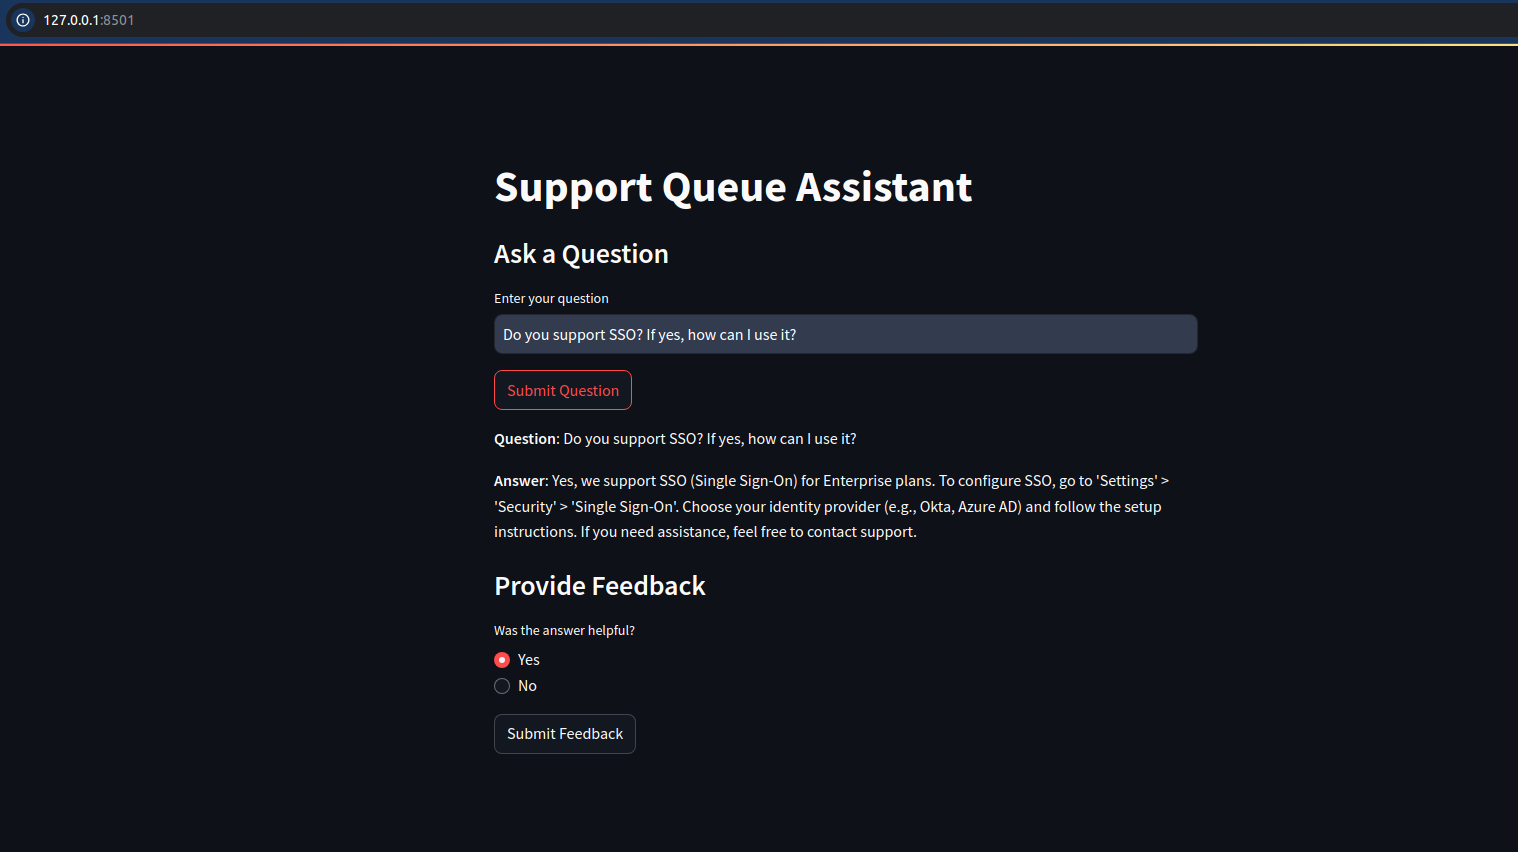 127.0.0.1:8501
Support Queue Assistant
Ask a Question
Enter your question
Do you support SSO? If yes, how can I use it?
Submit Question
Question: Do you support SSO? If yes, how can I use it?
Answer: Yes, we support SSO (Single Sign-On) for Enterprise plans. To configure SSO, go to 'Settings' >
'Security' > 'Single Sign-On'. Choose your identity provider (e.g., Okta, Azure AD) and follow the setup
instructions. If you need assistance, feel free to contact support.
Provide Feedback
Was the answer helpful?
Yes
No
Submit Feedback